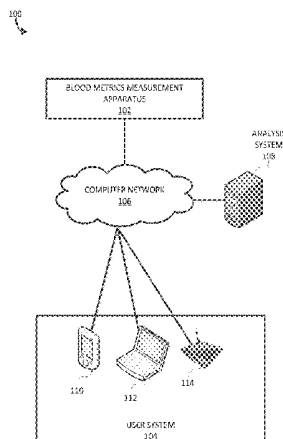 100
BLOOD METRICS MEASUREMENT
APPARATUS
102
ANALYSIS
SYSTEM
108
COMPUTER NETWORK
106
110
112
114
USER SYSTEM
104